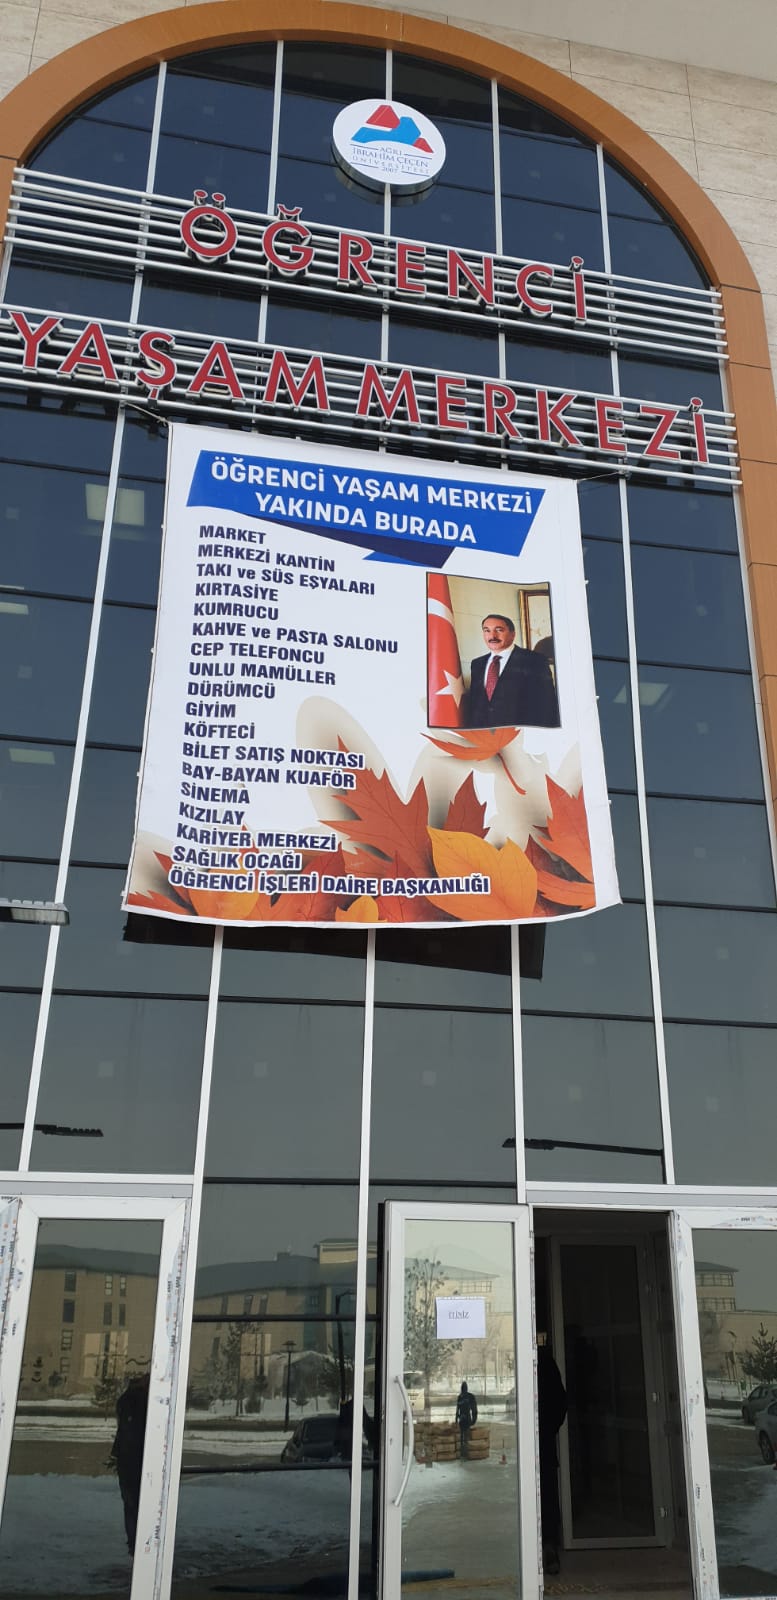 AĞRI
İBRAHİM ÇEÇEN
ÜNİVERSİTESİ
2007
ÖĞRENCİ
YAŞAM MERKEZİ
ÖĞRENCİ YAŞAM MERKEZİ
YAKINDA BURADA
MARKET
MERKEZİ KANTİN
TAKI ve SÜS EŞYALARI
KIRTASİYE
KUMRUCU
KAHVE ve PASTA SALONU
CEP TELEFONCU
UNLU MAMÜLLER
DÜRÜMCÜ
GİYİM
KÖFTECİ
BİLET SATIŞ NOKTASI
BAY-BAYAN KUAFÖR
SİNEMA
KIZILAY
KARİYER MERKEZİ
SAĞLIK OCAĞI
ÖĞRENCİ İŞLERİ DAİRE BAŞKANLIĞI
İTİNİZ